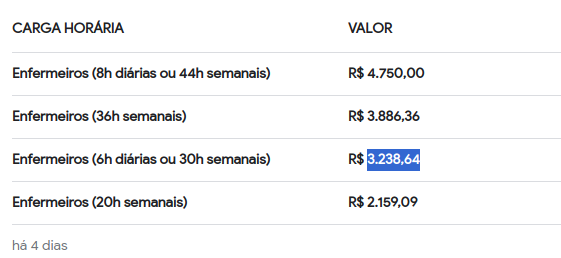 CARGA HORÁRIA VALOR
Enfermeiros (8h diárias ou 44h semanais) R$ 4.750,00
Enfermeiros (36h semanais) R$ 3.886,36
Enfermeiros (6h diárias ou 30h semanais) R$ 3.238,64
Enfermeiros (20h semanais) R$ 2.159,09
há 4 dias